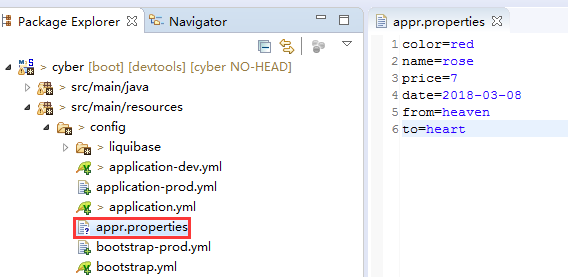 Package Explorer
Navigator
> cyber [boot] [devtools] [cyber NO-HEAD]
> src/main/java
> src/main/resources
> config
> liquibase
> application-dev.yml
application-prod.yml
> application.yml
appr.properties
bootstrap-prod.yml
bootstrap.yml
appr.properties
1 color=red
2 name=rose
3 price=7
4 date=2018-03-08
5 from=heaven
6 to=heart